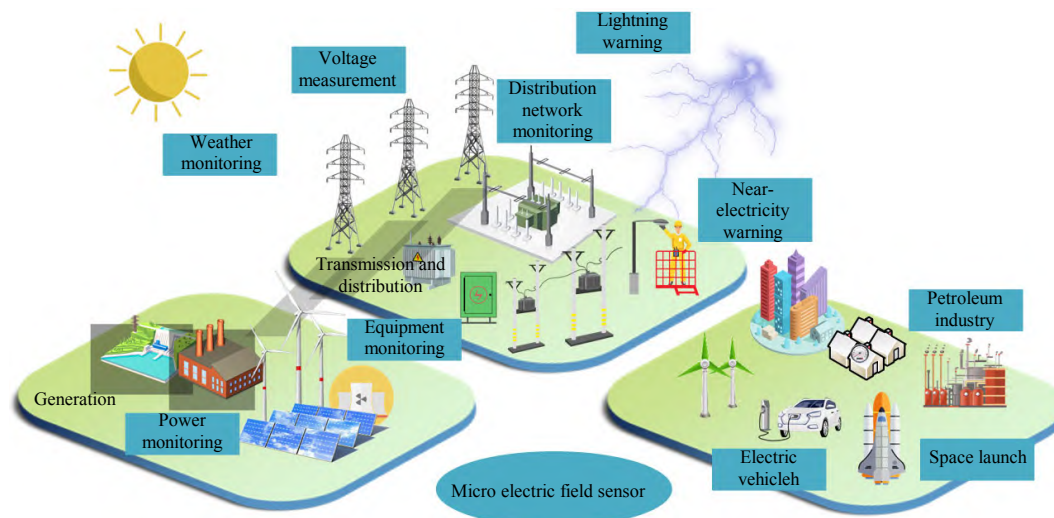 Lightning
warning
Voltage
measurement
Distribution
network
monitoring
Weather
monitoring
Near-
electricity
warning
Transmission and
distribution
Petroleum
industry
Equipment
monitoring
Generation
Power
monitoring
Electric
vehicleh
Space launch
Micro electric field sensor